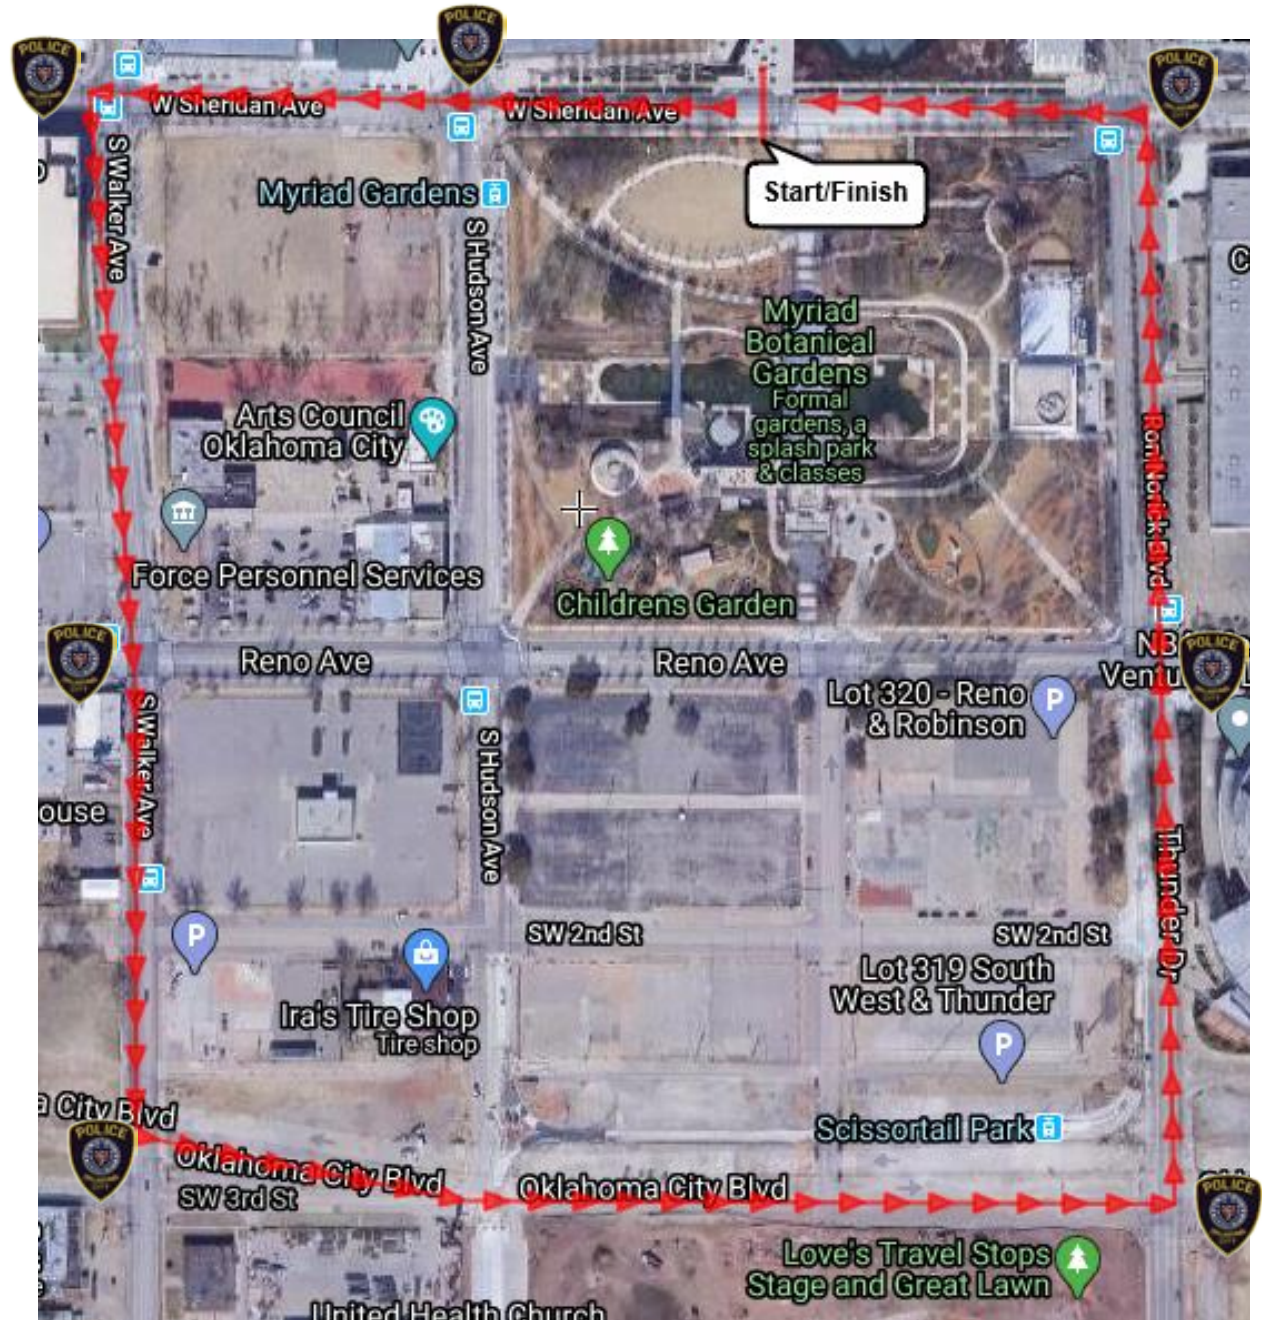 POLICE
POLICE
POLICE
W Sheridan Ave
W Sheridan Ave
S Walker Ave
Start/Finish
Myriad Gardens
S Hudson Ave
Myriad
Botanical
Gardens
Formal
gardens, a
splash park
& classes
Arts Council
Oklahoma City
Ron Norick Blvd
Force Personnel Services
Childrens Garden
POLICE
POLICE
Reno Ave
Reno Ave
Lot 320 - Reno
& Robinson
P
S Walker Ave
S Hudson Ave
ouse
Thunder Dr
P
SW 2nd St
SW 2nd St
Lot 319 South
West & Thunder
P
Ira's Tire Shop
Tire shop
a City Blvd
POLICE
Scissortail Park
Oklahoma City Blvd
SW 3rd St
Oklahoma City Blvd
POLICE
Love's Travel Stops
Stage and Great Lawn
United Health Church